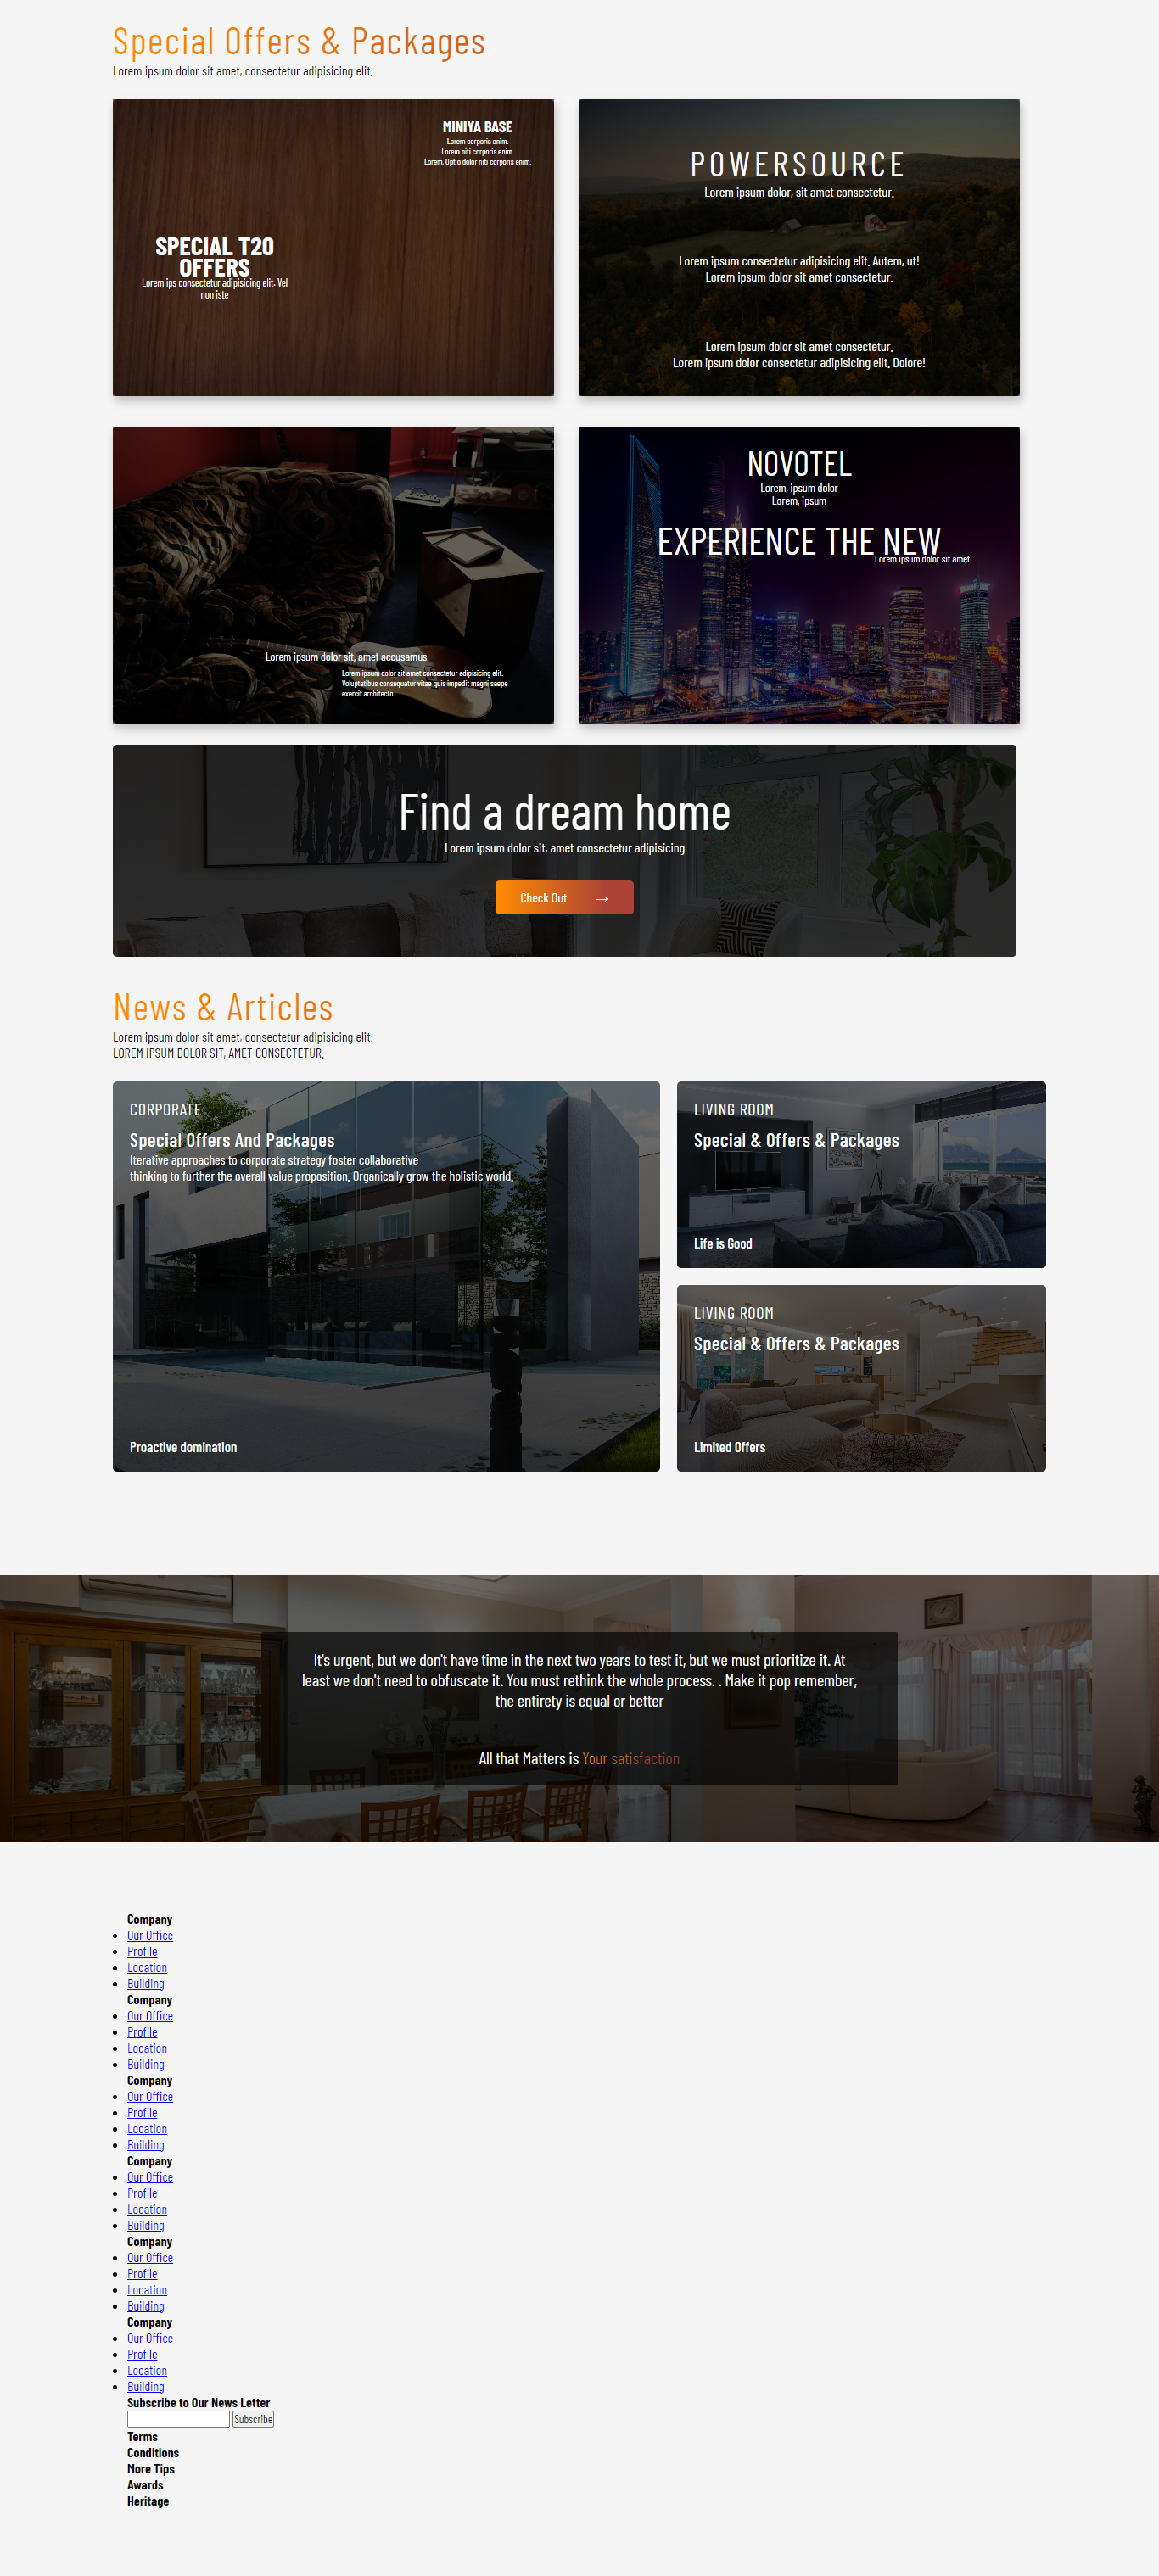 Special Offers & Packages
Lorem ipsum dolor sit amet, consectetur adipisicing elit.
MINIYA BASE
Lorem corporis enim.
Lorem niti corporis enim.
Lorem, Optio dolor niti corporis enim.
SPECIAL T20
OFFERS
Lorem ips consectetur adipisicing elit. Vel
non iste
POWERSOURCE
Lorem ipsum dolor, sit amet consectetur.
Lorem ipsum consectetur adipisicing elit. Autem, ut!
Lorem ipsum dolor sit amet consectetur.
Lorem ipsum dolor sit amet consectetur.
Lorem ipsum dolor consectetur adipisicing elit. Dolore!
Lorem ipsum dolor sit, amet accusamus
Lorem ipsum dolor sit amet consectetur adipisicing elit.
Voluptatibus consequatur vitae quis impedit magni saepe
exercit architecto
NOVOTEL
Lorem, ipsum dolor
Lorem, ipsum
EXPERIENCE THE NEW
Lorem ipsum dolor sit amet
Find a dream home
Lorem ipsum dolor sit, amet consectetur adipisicing
Check Out →
News & Articles
Lorem ipsum dolor sit amet, consectetur adipisicing elit.
LOREM IPSUM DOLOR SIT, AMET CONSECTETUR.
CORPORATE
Special Offers And Packages
Iterative approaches to corporate strategy foster collaborative
thinking to further the overall value proposition. Organically grow the holistic world.
Proactive domination
LIVING ROOM
Special & Offers & Packages
Life is Good
LIVING ROOM
Special & Offers & Packages
Limited Offers
It's urgent, but we don't have time in the next two years to test it, but we must prioritize it. At
least we don't need to obfuscate it. You must rethink the whole process. . Make it pop remember,
the entirety is equal or better
All that Matters is Your satisfaction
Company
Our Office
Profile
Location
Building
Company
Our Office
Profile
Location
Building
Company
Our Office
Profile
Location
Building
Company
Our Office
Profile
Location
Building
Company
Our Office
Profile
Location
Building
Company
Our Office
Profile
Location
Building
Subscribe to Our News Letter
Subscribe
Terms
Conditions
More Tips
Awards
Heritage